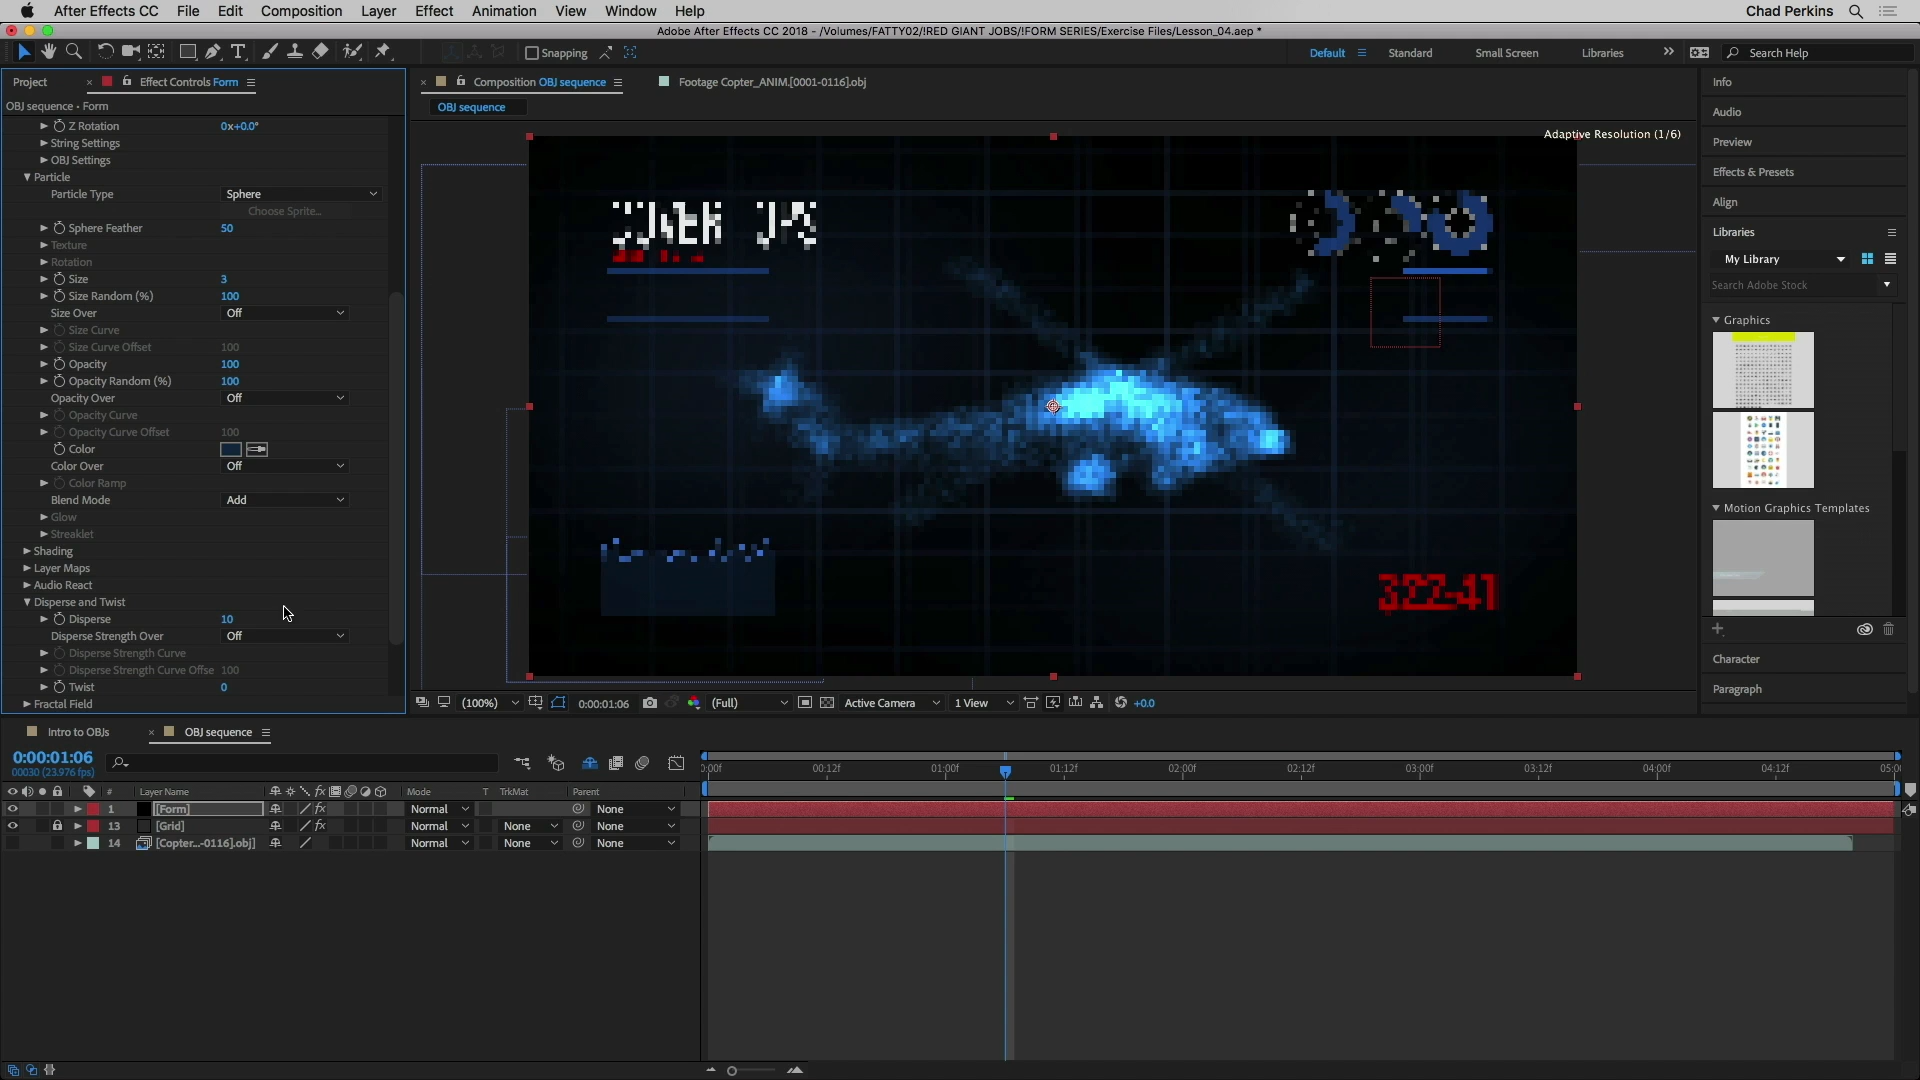 After Effects CC File Edit Composition Layer Effect Animation View Window Help Chad Perkins
Adobe After Effects CC 2018 - /Volumes/FATTY02/!RED GIANT JOBS/!FORM SERIES/Exercise Files/Lesson_04.aep *
Snapping Default Standard Small Screen Libraries Search Help
Project Effect Controls Form Composition OBJ sequence Footage Copter_ANIM.[0001-0116].obj
OBJ sequence • Form
OBJ sequence
Z Rotation 0x+0.0°
String Settings
OBJ Settings
Particle
Particle Type Sphere
Choose Sprite...
Sphere Feather 50
Texture
Rotation
Size 3
Size Random (%) 100
Size Over Off
Size Curve
Size Curve Offset 100
Opacity 100
Opacity Random (%) 100
Opacity Over Off
Opacity Curve
Opacity Curve Offset 100
Color
Color Over Off
Color Ramp
Blend Mode Add
Glow
Streaklet
Shading
Layer Maps
Audio React
Disperse and Twist
Disperse 10
Disperse Strength Over Off
Disperse Strength Curve
Disperse Strength Curve Offse 100
Twist 0
Fractal Field
Adaptive Resolution (1/6)
322-41
(100%) 0:00:01:06 (Full) Active Camera 1 View +0.0
Info
Audio
Preview
Effects & Presets
Align
Libraries
My Library
Search Adobe Stock
Graphics
Motion Graphics Templates
Character
Paragraph
Intro to OBJs OBJ sequence
0:00:01:06
00030 (23.976 fps)
0:00f 00:12f 01:00f 01:12f 02:00f 02:12f 03:00f 03:12f 04:00f 04:12f 05:0
# Layer Name Mode T TrkMat Parent
1 [Form] Normal None
13 [Grid] Normal None None
14 [Copter...-0116].obj] Normal None None